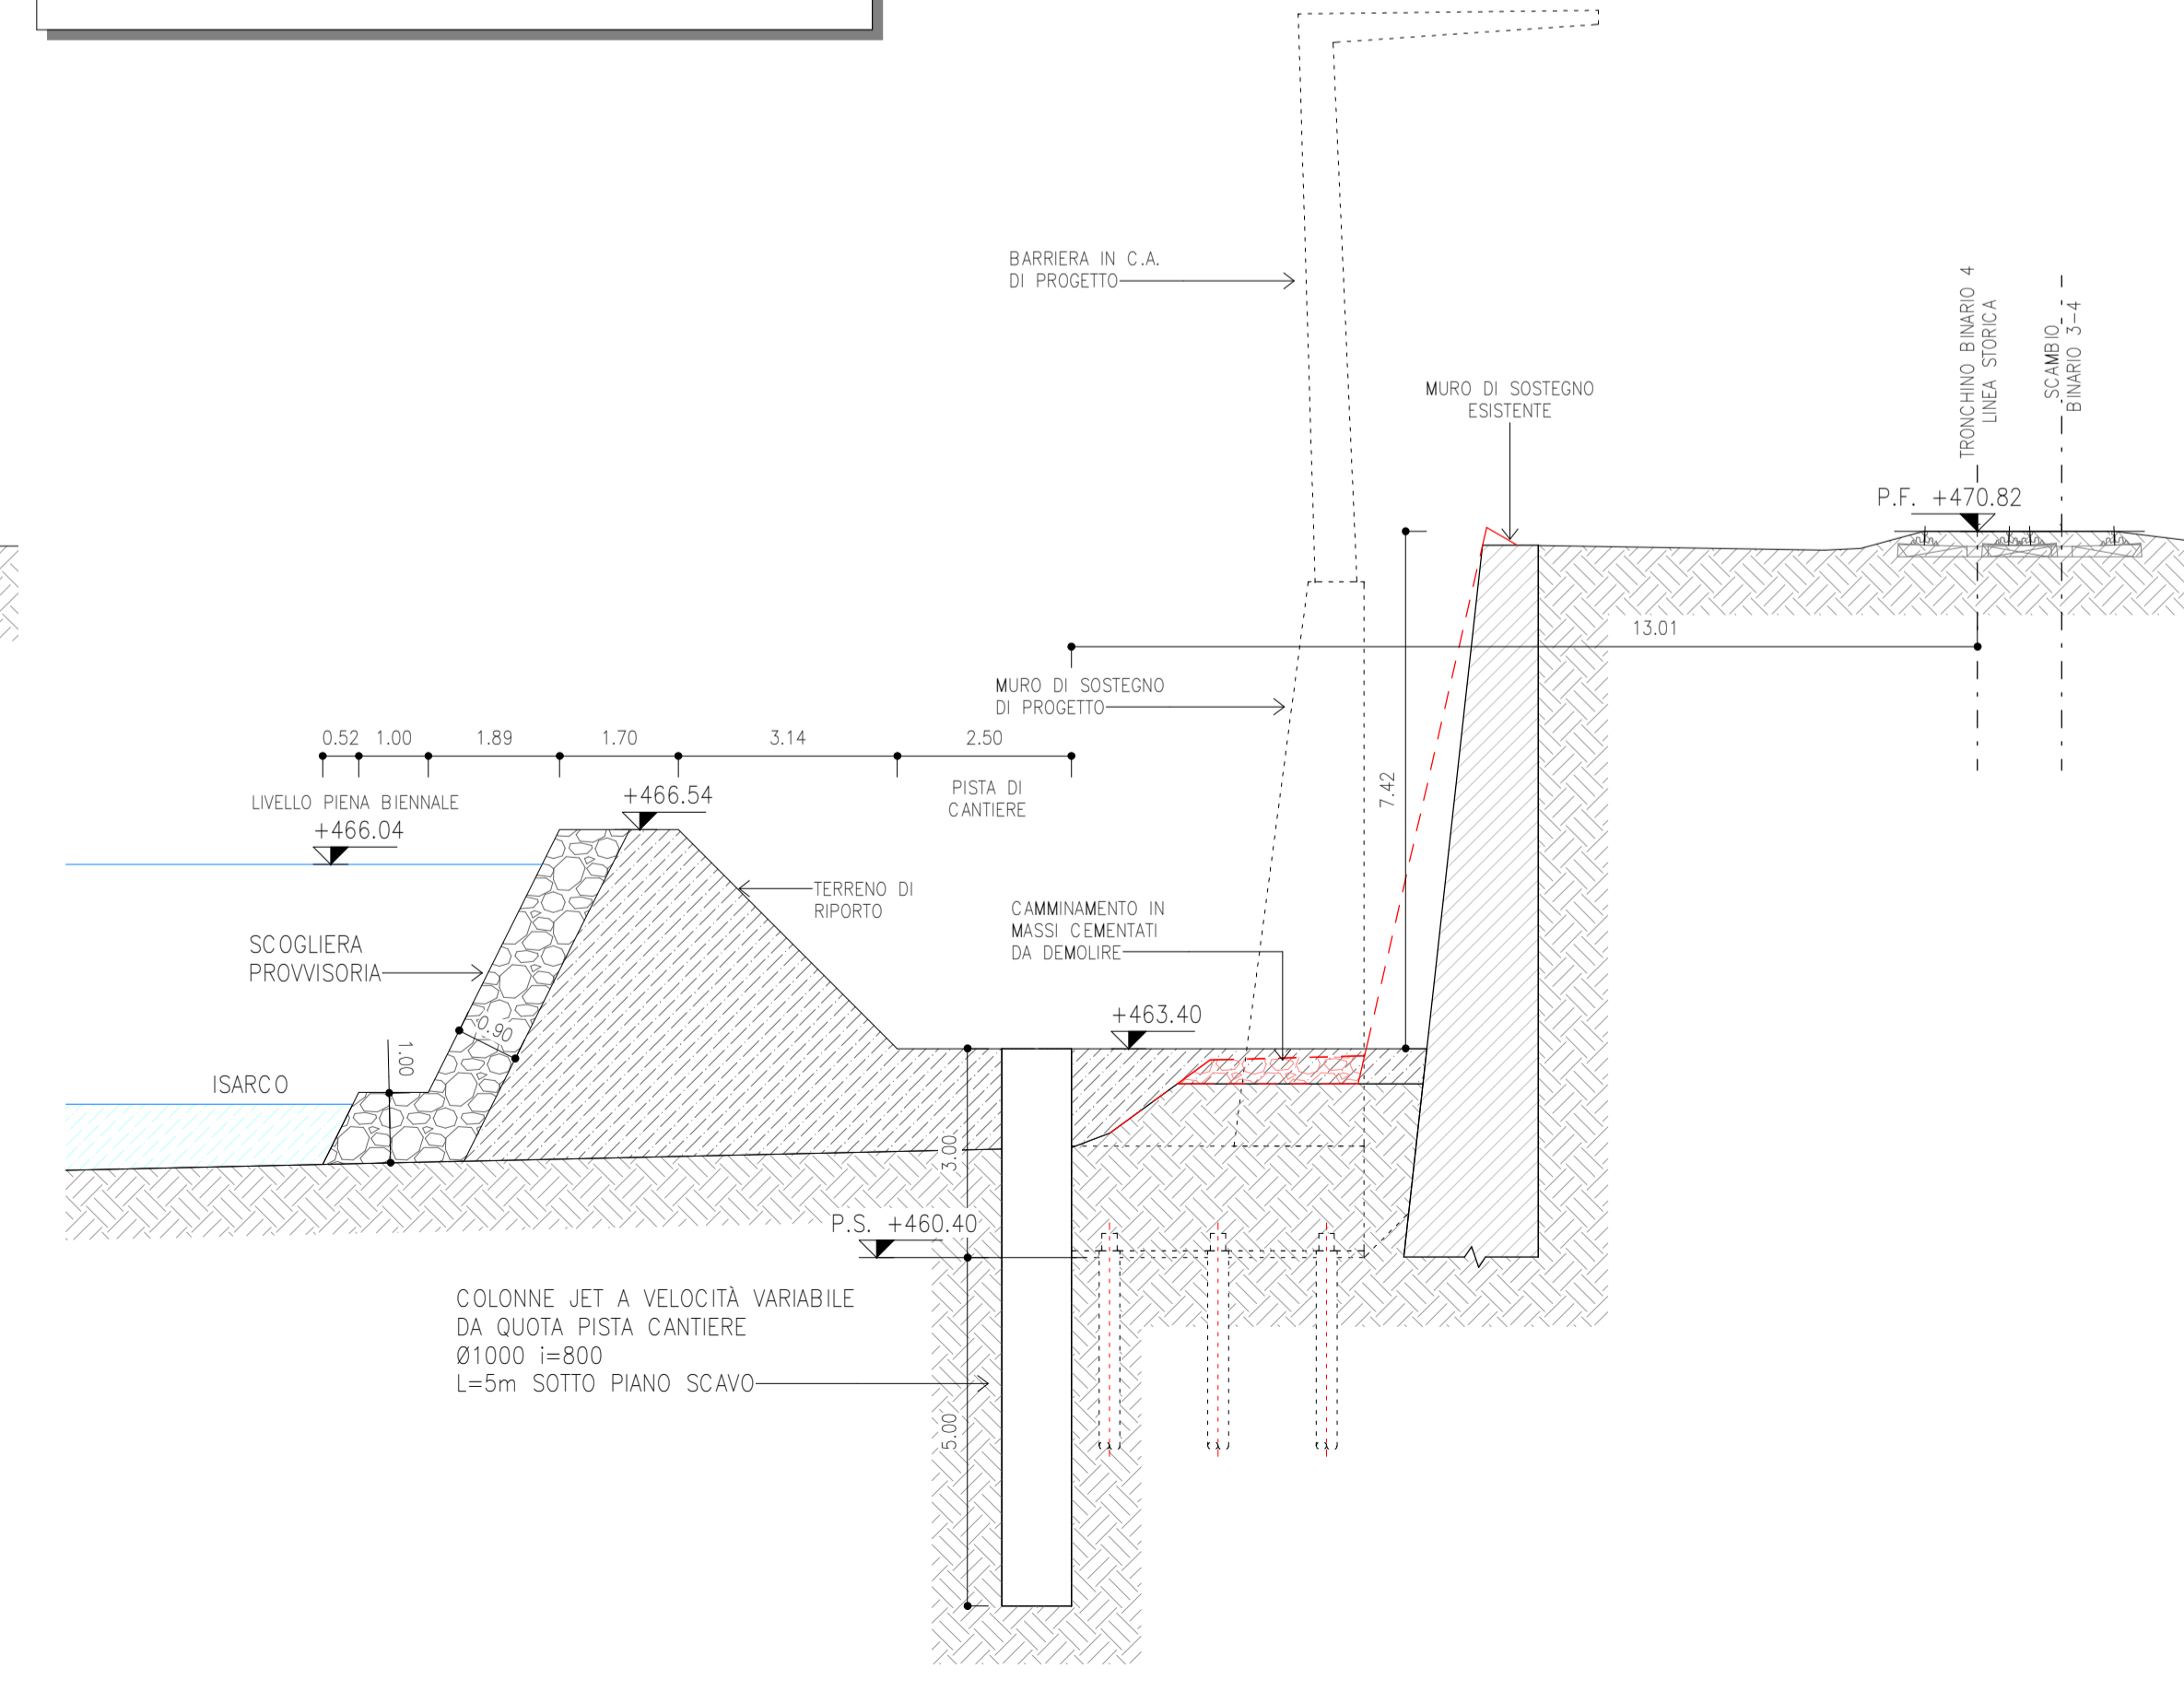 BARRIERA IN C.A.
DI PROGETTO
MURO DI SOSTEGNO
ESISTENTE
TRONCHINO BINARIO 4
LINEA STORICA
SCAMBIO
BINARIO 3-4
P.F. +470.82
13.01
MURO DI SOSTEGNO
DI PROGETTO
0.52 1.00 1.89 1.70 3.14 2.50
PISTA DI
CANTIERE
7.42
LIVELLO PIENA BIENNALE
+466.04
+466.54
TERRENO DI
RIPORTO
CAMMINAMENTO IN
MASSI CEMENTATI
DA DEMOLIRE
SCOGLIERA
PROVVISORIA
+463.40
0.90
1.00
ISARCO
3.00
P.S. +460.40
COLONNE JET A VELOCITÀ VARIABILE
DA QUOTA PISTA CANTIERE
Ø1000 i=800
L=5m SOTTO PIANO SCAVO
5.00